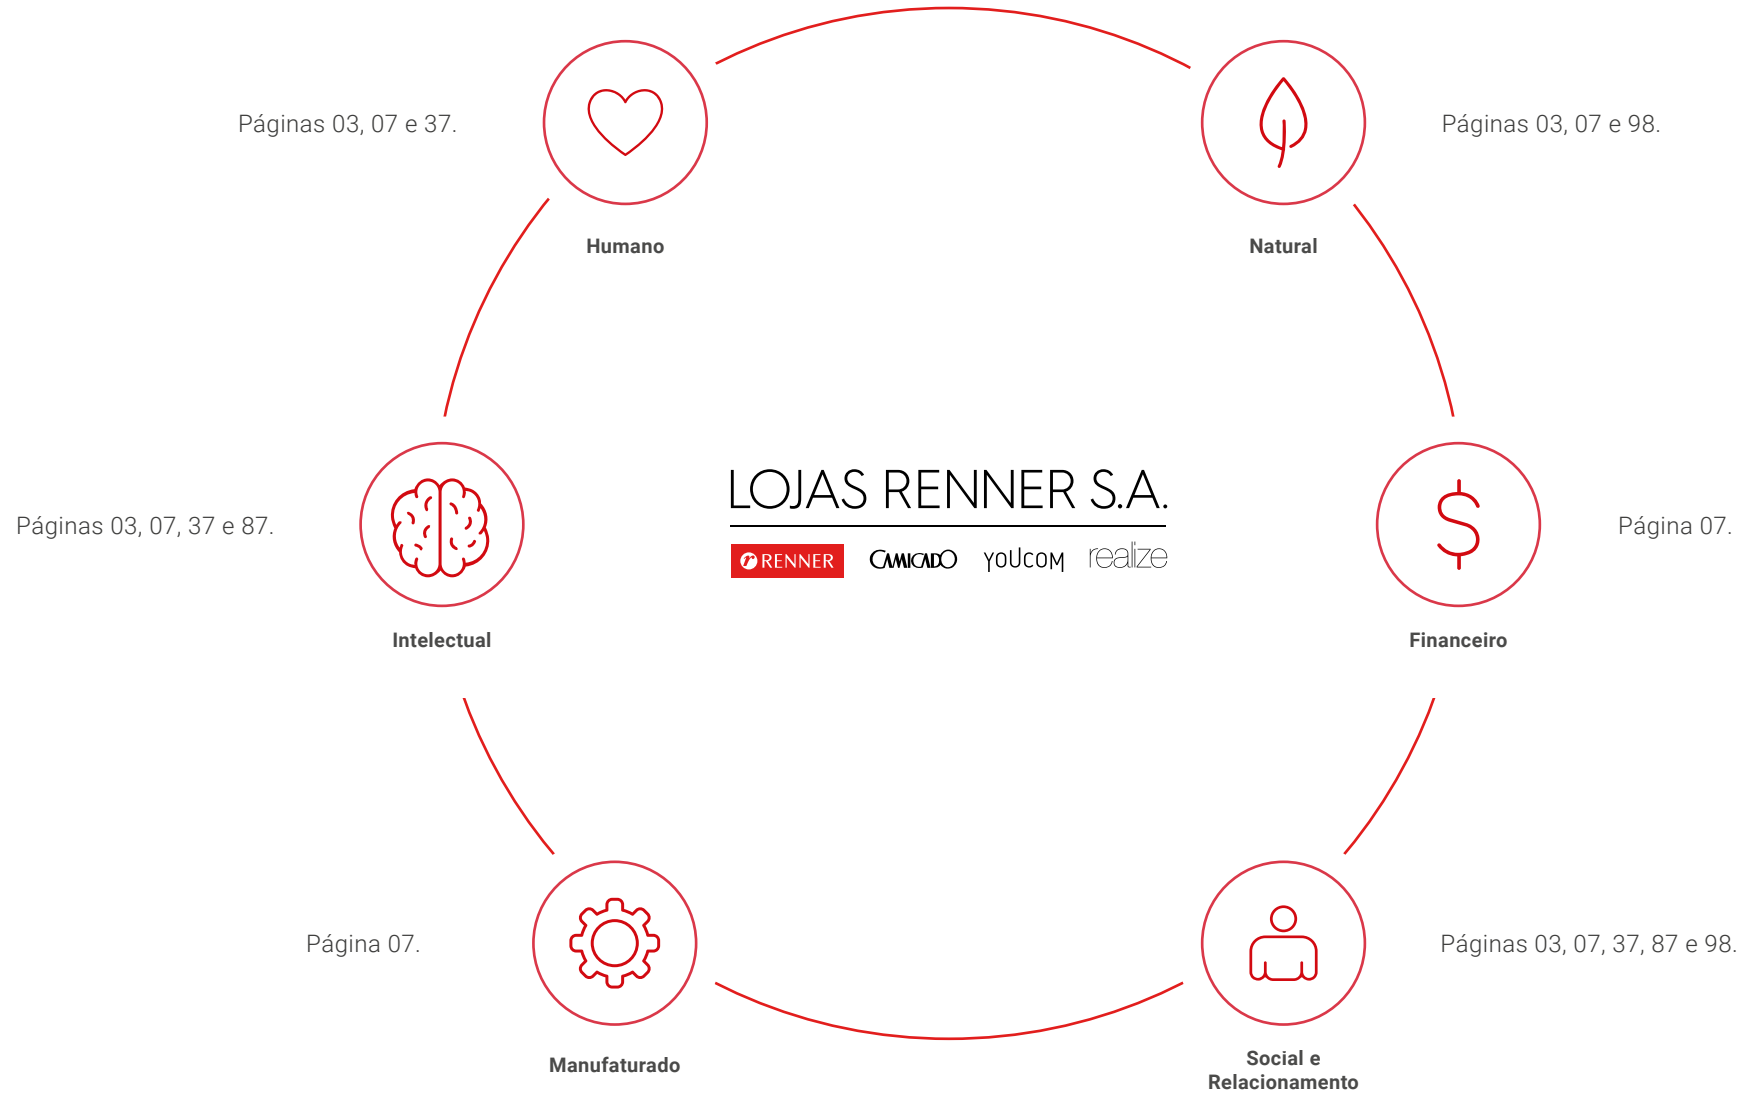 Páginas 03, 07 e 37.
Páginas 03, 07 e 98.
Humano
Natural
LOJAS RENNER S.A.
Páginas 03, 07, 37 e 87.
Página 07.
RENNER CAMICADO YOUCOM realize
Intelectual
Financeiro
Página 07.
Páginas 03, 07, 37, 87 e 98.
Manufaturado
Social e
Relacionamento